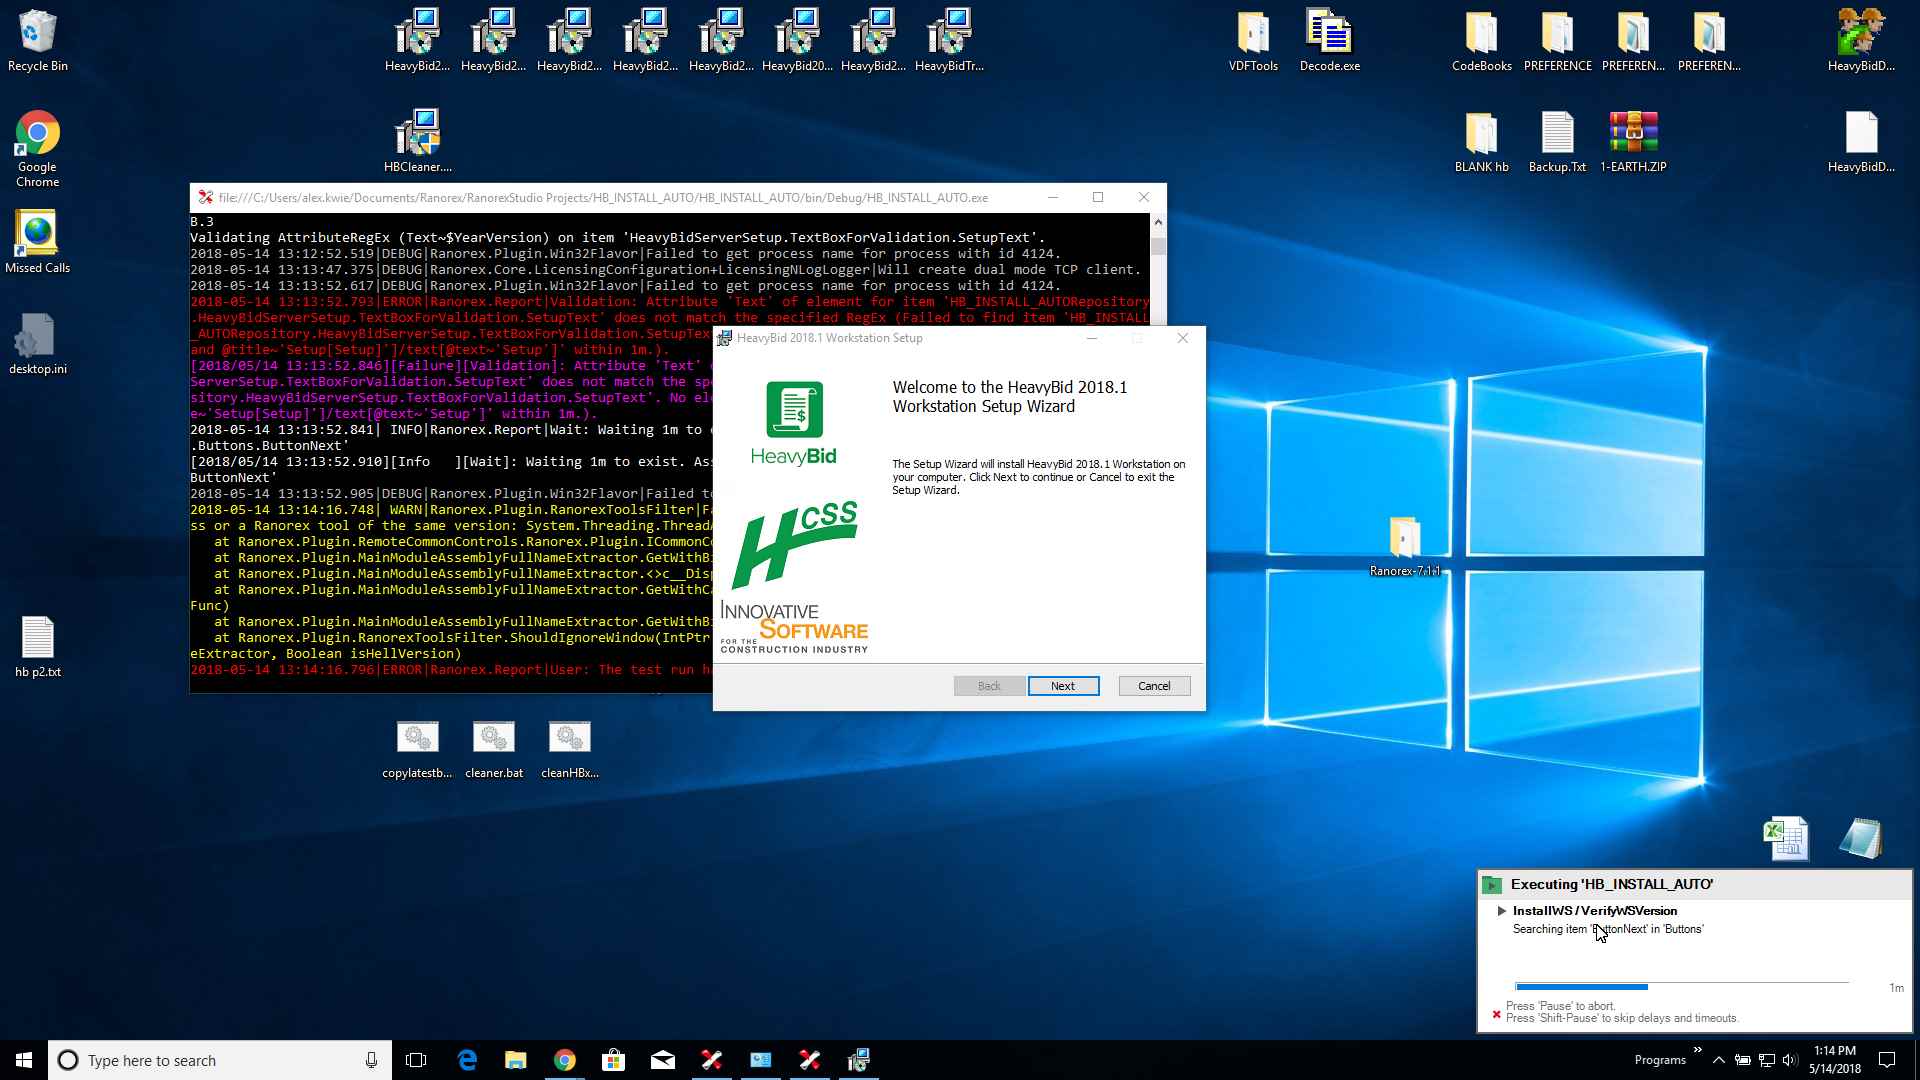 Recycle Bin
HeavyBid2...
HeavyBid2...
HeavyBid2...
HeavyBid2...
HeavyBid2...
HeavyBid20...
HeavyBid2...
HeavyBidTr...
VDFTools
Decode.exe
CodeBooks
PREFERENCE
PREFEREN...
PREFEREN...
HeavyBidD...
Google
Chrome
HBCleaner....
BLANK hb
Backup.Txt
1-EARTH.ZIP
HeavyBidD...
Missed Calls
desktop.ini
hb p2.txt
file:///C:/Users/alex.kwie/Documents/Ranorex/RanorexStudio Projects/HB_INSTALL_AUTO/HB_INSTALL_AUTO/bin/Debug/HB_INSTALL_AUTO.exe
B.3
Validating AttributeRegEx (Text~$YearVersion) on item 'HeavyBidServerSetup.TextBoxForValidation.SetupText'.
2018-05-14 13:12:52.519|DEBUG|Ranorex.Plugin.Win32Flavor|Failed to get process name for process with id 4124.
2018-05-14 13:13:47.375|DEBUG|Ranorex.Core.LicensingConfiguration+LicensingNLogLogger|Will create dual mode TCP client.
2018-05-14 13:13:52.617|DEBUG|Ranorex.Plugin.Win32Flavor|Failed to get process name for process with id 4124.
2018-05-14 13:13:52.793|ERROR|Ranorex.Report|Validation: Attribute 'Text' of element for item 'HB_INSTALL_AUTORepository
.HeavyBidServerSetup.TextBoxForValidation.SetupText' does not match the specified RegEx (Failed to find item 'HB_INSTALL
_AUTORepository.HeavyBidServerSetup.TextBoxForValidation.SetupTex
and @title~'Setup[Setup]']/text[@text~'Setup']' within 1m.).
[2018/05/14 13:13:52.846][Failure][Validation]: Attribute 'Text'
ServerSetup.TextBoxForValidation.SetupText' does not match the sp
sitory.HeavyBidServerSetup.TextBoxForValidation.SetupText'. No el
e~'Setup[Setup]']/text[@text~'Setup']' within 1m.).
2018-05-14 13:13:52.841| INFO|Ranorex.Report|Wait: Waiting 1m to
.Buttons.ButtonNext'
[2018/05/14 13:13:52.910][Info   ][Wait]: Waiting 1m to exist. As
ButtonNext'
2018-05-14 13:13:52.905|DEBUG|Ranorex.Plugin.Win32Flavor|Failed t
2018-05-14 13:14:16.748| WARN|Ranorex.Plugin.RanorexToolsFilter|F
ss or a Ranorex tool of the same version: System.Threading.Thread
at Ranorex.Plugin.RemoteCommonControls.Ranorex.Plugin.ICommonC
at Ranorex.Plugin.MainModuleAssemblyFullNameExtractor.GetWithB
at Ranorex.Plugin.MainModuleAssemblyFullNameExtractor.<>c__Dis
at Ranorex.Plugin.MainModuleAssemblyFullNameExtractor.GetWithC
Func)
at Ranorex.Plugin.MainModuleAssemblyFullNameExtractor.GetWithB
at Ranorex.Plugin.RanorexToolsFilter.ShouldIgnoreWindow(IntPtr
eExtractor, Boolean isHellVersion)
2018-05-14 13:14:16.796|ERROR|Ranorex.Report|User: The test run h
HeavyBid 2018.1 Workstation Setup
HeavyBid
HCSS
INNOVATIVE
SOFTWARE
FOR THE
CONSTRUCTION INDUSTRY
Welcome to the HeavyBid 2018.1
Workstation Setup Wizard
The Setup Wizard will install HeavyBid 2018.1 Workstation on
your computer. Click Next to continue or Cancel to exit the
Setup Wizard.
Back
Next
Cancel
Ranorex-7.1.1
copylatestb...
cleaner.bat
cleanHBx...
Executing 'HB_INSTALL_AUTO'
InstallWS / VerifyWSVersion
Searching item 'ButtonNext' in 'Buttons'
1m
Press 'Pause' to abort.
Press 'Shift-Pause' to skip delays and timeouts.
Type here to search
Programs
1:14 PM
5/14/2018